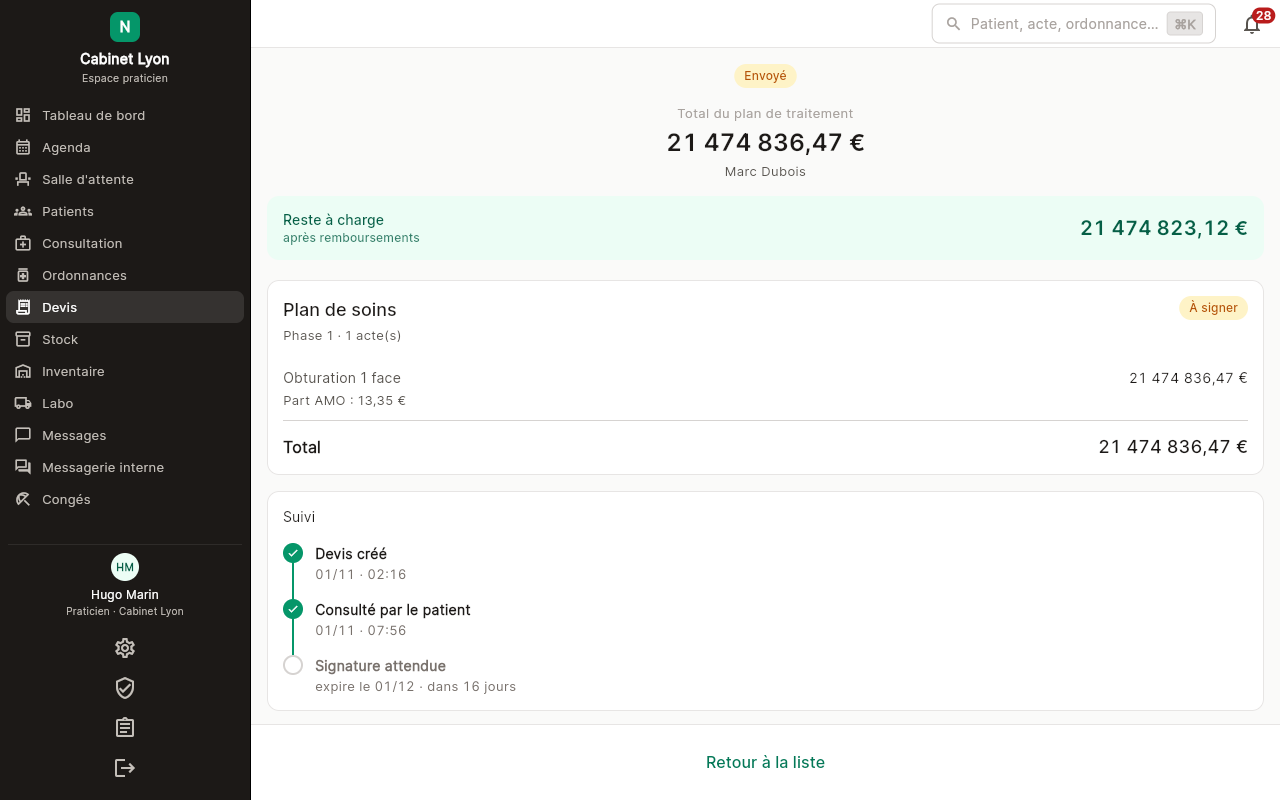 N
Cabinet Lyon
Espace praticien
Tableau de bord
Agenda
Salle d'attente
Patients
Consultation
Ordonnances
Devis
Stock
Inventaire
Labo
Messages
Messagerie interne
Congés
HM
Hugo Marin
Praticien · Cabinet Lyon
Patient, acte, ordonnance... ⌘K
28
Envoyé
Total du plan de traitement
21 474 836,47 €
Marc Dubois
Reste à charge
après remboursements
21 474 823,12 €
Plan de soins
À signer
Phase 1 · 1 acte(s)
Obturation 1 face
21 474 836,47 €
Part AMO : 13,35 €
Total
21 474 836,47 €
Suivi
Devis créé
01/11 · 02:16
Consulté par le patient
01/11 · 07:56
Signature attendue
expire le 01/12 · dans 16 jours
Retour à la liste